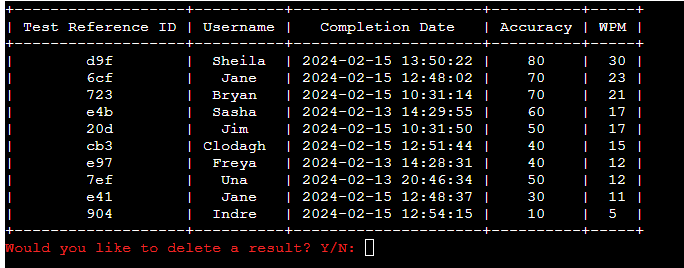 Test Reference ID | Username | Completion Date | Accuracy | WPM
d9f | Sheila | 2024-02-15 13:50:22 | 80 | 30
6cf | Jane | 2024-02-15 12:48:02 | 70 | 23
723 | Bryan | 2024-02-15 10:31:14 | 70 | 21
e4b | Sasha | 2024-02-13 14:29:55 | 60 | 17
20d | Jim | 2024-02-15 10:31:50 | 50 | 17
cb3 | Clodagh | 2024-02-15 12:51:44 | 40 | 15
e97 | Freya | 2024-02-13 14:28:31 | 40 | 12
7ef | Una | 2024-02-13 20:46:34 | 50 | 12
e41 | Jane | 2024-02-15 12:48:37 | 30 | 11
904 | Indre | 2024-02-15 12:54:15 | 10 | 5
Would you like to delete a result? Y/N: